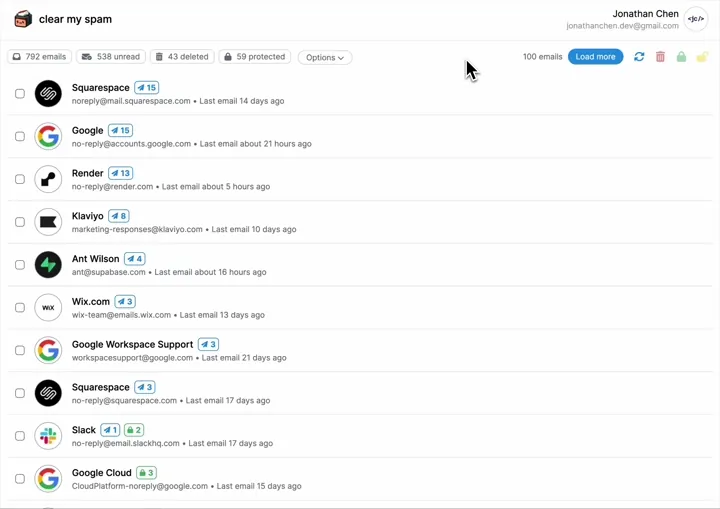 clear my spam
Jonathan Chen
jonathanchen.dev@gmail.com
<jc/>
792 emails
538 unread
43 deleted
59 protected
Options
100 emails
Load more
Squarespace 15
noreply@mail.squarespace.com • Last email 14 days ago
Google 15
no-reply@accounts.google.com • Last email about 21 hours ago
Render 13
no-reply@render.com • Last email about 5 hours ago
Klaviyo 8
marketing-responses@klaviyo.com • Last email 10 days ago
Ant Wilson 4
ant@supabase.com • Last email about 16 hours ago
WiX
Wix.com 3
wix-team@emails.wix.com • Last email 13 days ago
Google Workspace Support 3
workspacesupport@google.com • Last email 21 days ago
Squarespace 3
no-reply@squarespace.com • Last email 17 days ago
Slack 1 2
no-reply@email.slackhq.com • Last email 17 days ago
Google Cloud 3
CloudPlatform-noreply@google.com • Last email 15 days ago